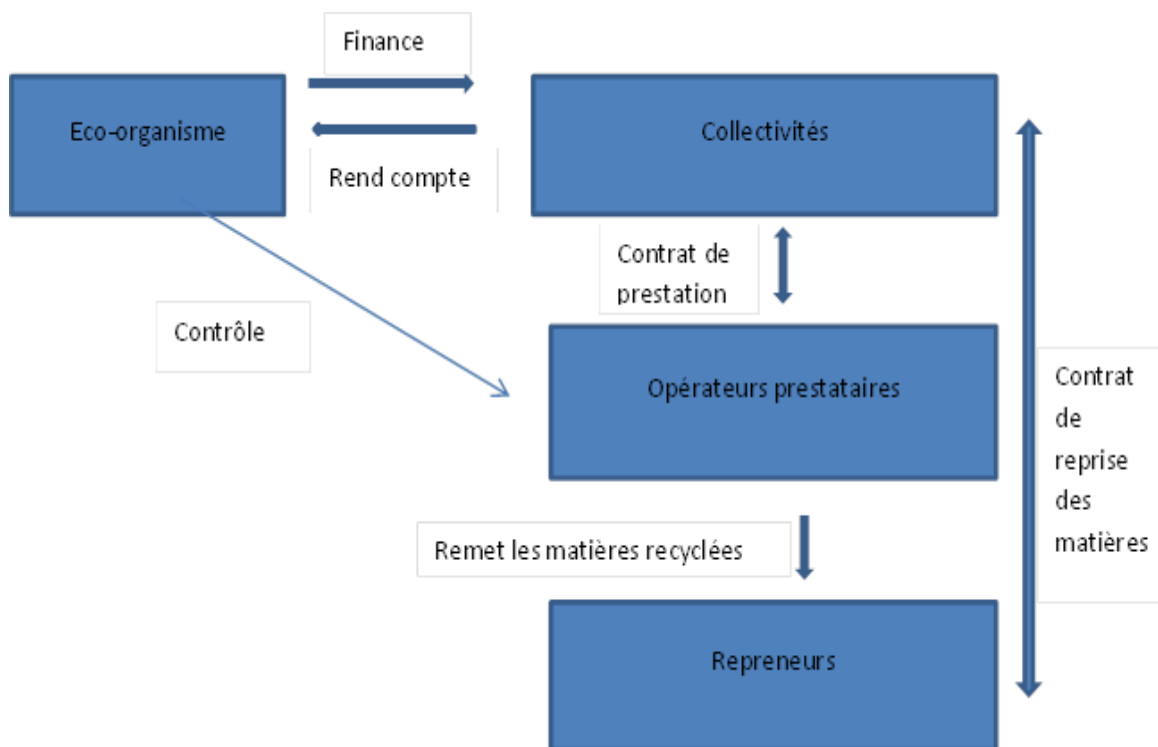 Finance
Eco-organisme
Collectivités
Rend compte
Contrat de
prestation
Contrôle
Opérateurs prestataires
Contrat
de
reprise
des
matières
Remet les matières recyclées
Repreneurs